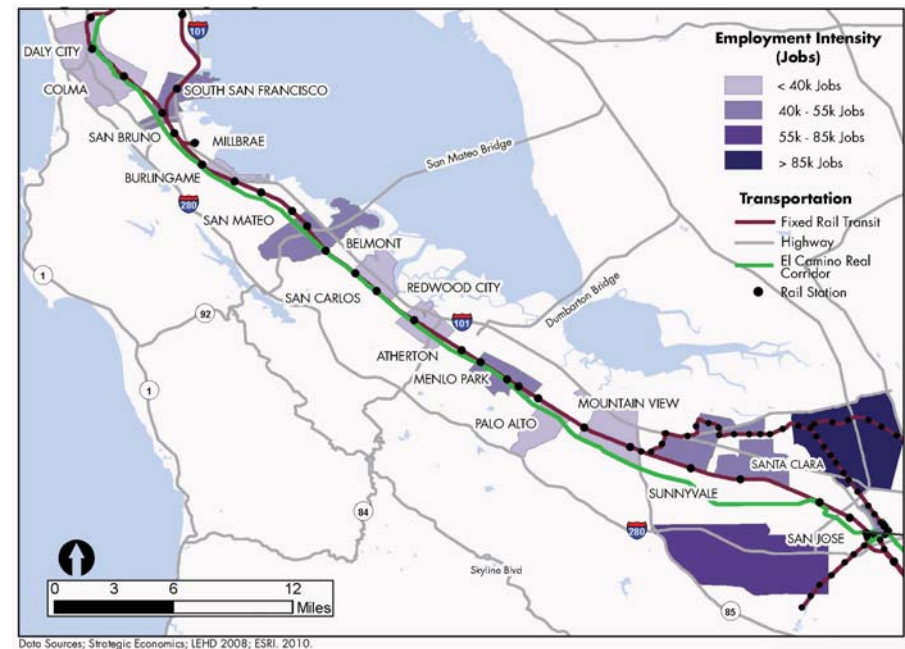 Employment Intensity
(Jobs)
< 40k Jobs
40k - 55k Jobs
55k - 85k Jobs
> 85k Jobs
Transportation
Fixed Rail Transit
Highway
El Camino Real
Corridor
Rail Station
101
DALY CITY
COLMA
SOUTH SAN FRANCISCO
SAN BRUNO
MILLBRAE
BURLINGAME
280
San Mateo Bridge
SAN MATEO
BELMONT
1
92
SAN CARLOS
REDWOOD CITY
101
Dumbarton Bridge
ATHERTON
MENLO PARK
1
PALO ALTO
MOUNTAIN VIEW
SANTA CLARA
SUNNYVALE
84
280
SAN JOSE
Skyline Blvd
85
0 3 6 12
Miles
Data Sources; Strategic Economics; LEHD 2008; ESRI. 2010.